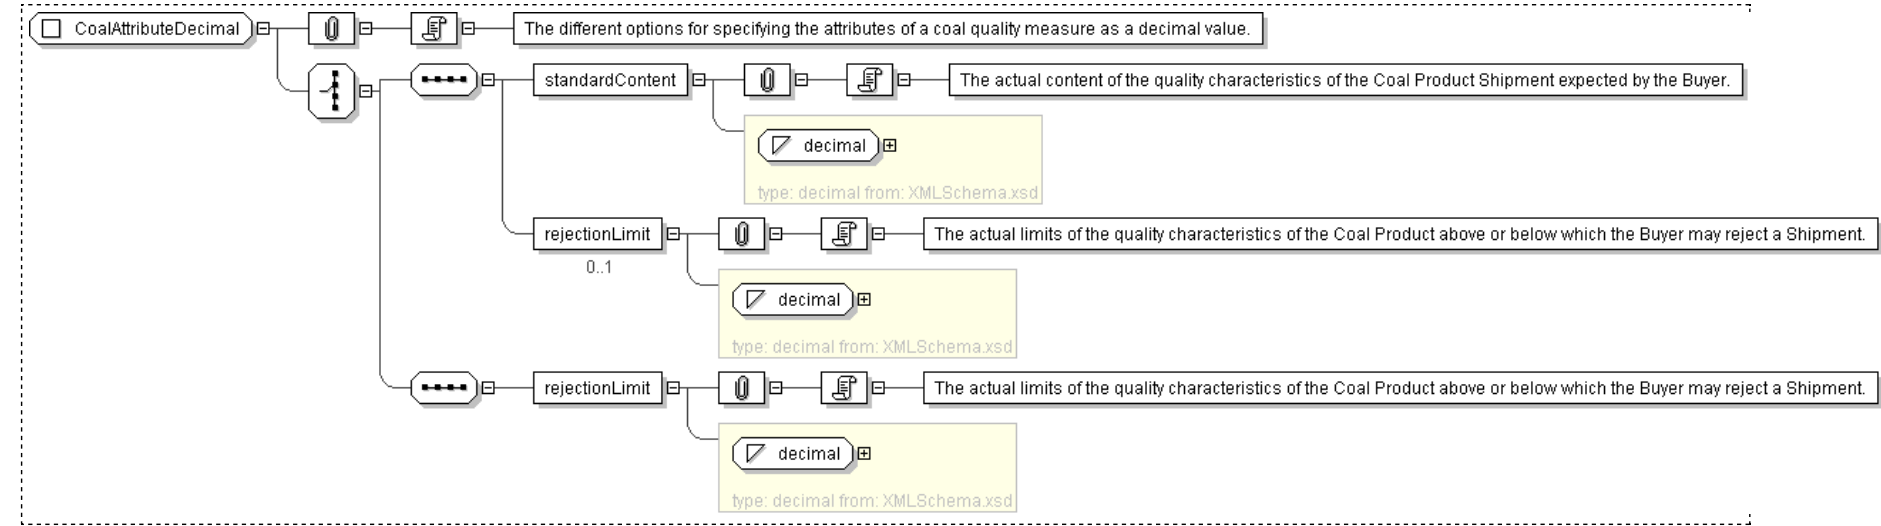 CoalAttributeDecimal
The different options for specifying the attributes of a coal quality measure as a decimal value.
standardContent
The actual content of the quality characteristics of the Coal Product Shipment expected by the Buyer.
decimal
type: decimal from: XMLSchema.xsd
rejectionLimit
The actual limits of the quality characteristics of the Coal Product above or below which the Buyer may reject a Shipment.
0..1
decimal
type: decimal from: XMLSchema.xsd
rejectionLimit
The actual limits of the quality characteristics of the Coal Product above or below which the Buyer may reject a Shipment.
decimal
type: decimal from: XMLSchema.xsd